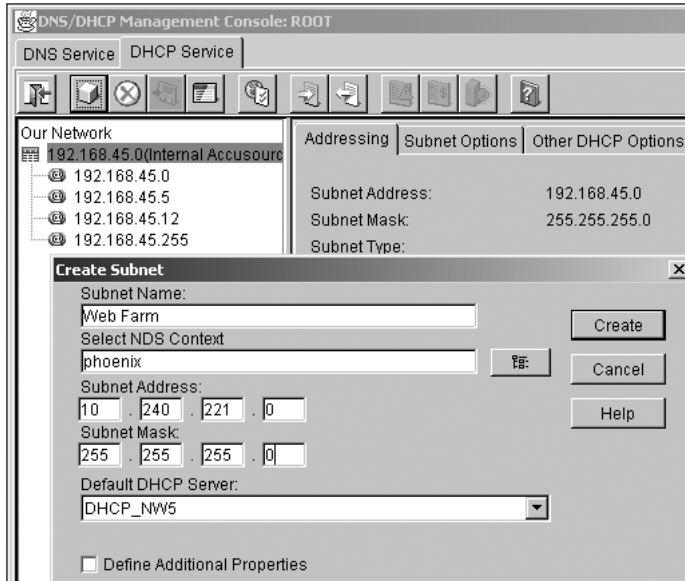 DNS/DHCP Management Console: ROOT
DNS Service DHCP Service
Our Network
192.168.45.0(Internal Accusourc
192.168.45.0
192.168.45.5
192.168.45.12
192.168.45.255
Addressing Subnet Options Other DHCP Options
Subnet Address: 192.168.45.0
Subnet Mask: 255.255.255.0
Subnet Type:
Create Subnet
Subnet Name:
Web Farm
Create
Select NDS Context
phoenix
Cancel
Subnet Address:
10 . 240 . 221 . 0
Help
Subnet Mask:
255 . 255 . 255 . 0
Default DHCP Server:
DHCP_NW5
Define Additional Properties